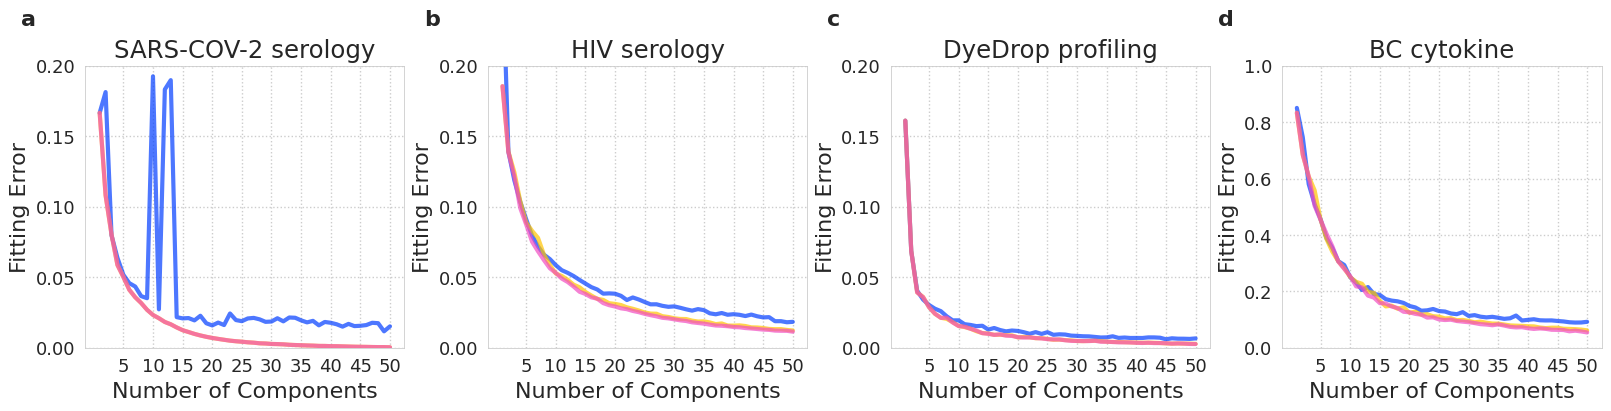 a
SARS-COV-2 serology
Fitting Error
0.20
0.15
0.10
0.05
0.00
5 10 15 20 25 30 35 40 45 50
Number of Components
b
HIV serology
Fitting Error
0.20
0.15
0.10
0.05
0.00
5 10 15 20 25 30 35 40 45 50
Number of Components
c
DyeDrop profiling
Fitting Error
0.20
0.15
0.10
0.05
0.00
5 10 15 20 25 30 35 40 45 50
Number of Components
d
BC cytokine
Fitting Error
1.0
0.8
0.6
0.4
0.2
0.0
5 10 15 20 25 30 35 40 45 50
Number of Components